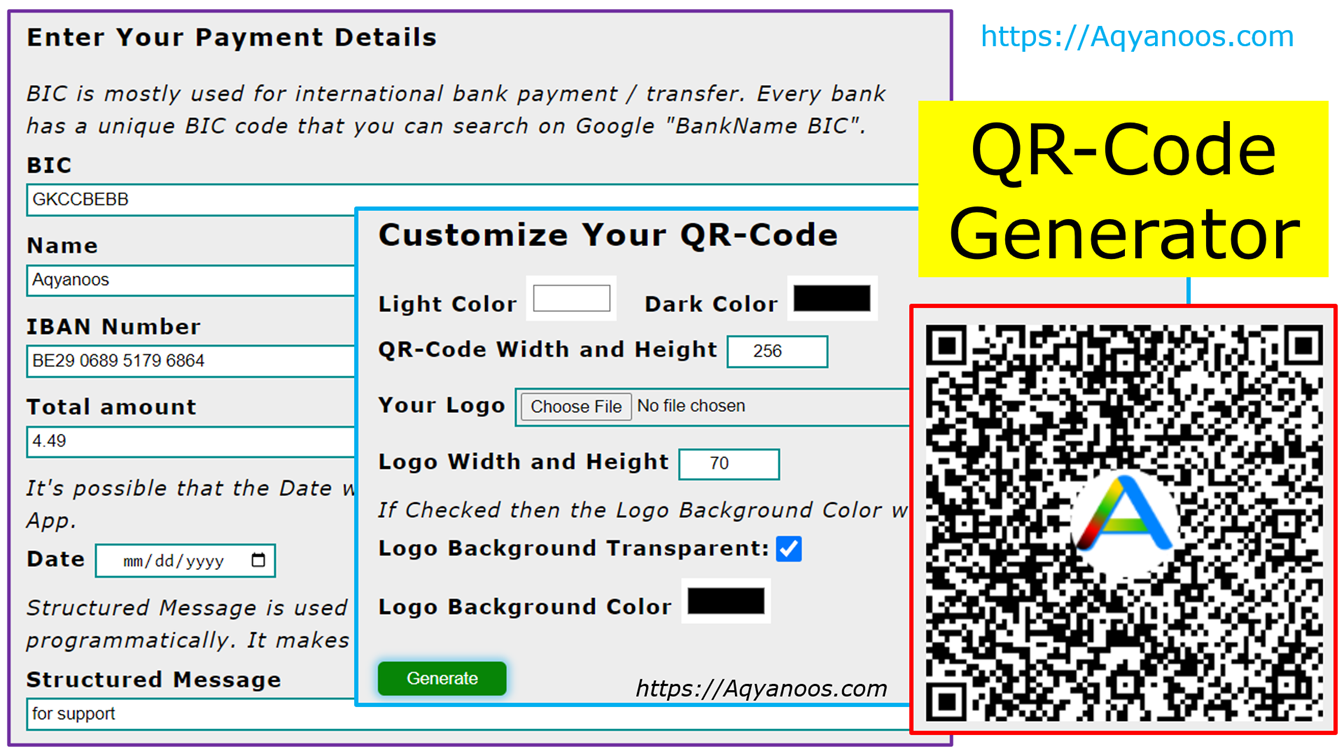 Enter Your Payment Details
BIC is mostly used for international bank payment / transfer. Every bank
has a unique BIC code that you can search on Google "BankName BIC".
BIC
GKCCBEBB
Name
Aqyanoos
IBAN Number
BE29 0689 5179 6864
Total amount
4.49
It's possible that the Date w
App.
Date mm/dd/yyyy
Structured Message is used
programmatically. It makes
Structured Message
for support
Customize Your QR-Code
Light Color Dark Color
QR-Code Width and Height 256
Your Logo Choose File No file chosen
Logo Width and Height 70
If Checked then the Logo Background Color w
Logo Background Transparent:
Logo Background Color
Generate
https://Aqyanoos.com
https://Aqyanoos.com
QR-Code
Generator